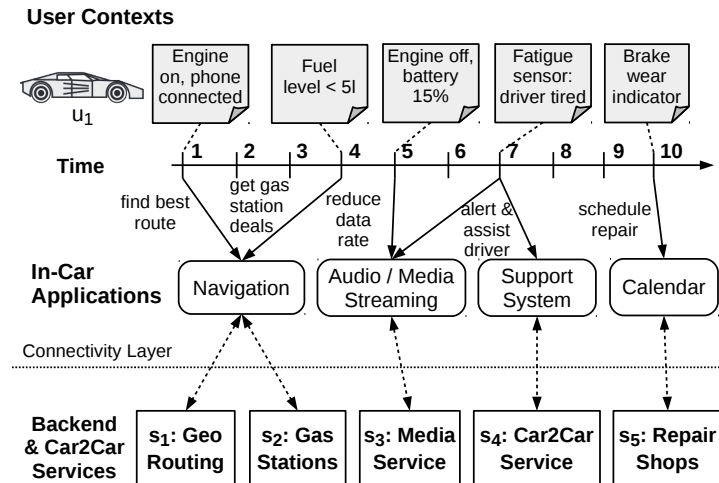 User Contexts
Engine
on, phone
connected
Fuel
level < 5l
Engine off,
battery
15%
Fatigue
sensor:
driver tired
Brake
wear
indicator
u1
Time
1 2 3 4 5 6 7 8 9 10
find best
route
get gas
station
deals
reduce
data
rate
alert &
assist
driver
schedule
repair
In-Car
Applications
Navigation
Audio / Media
Streaming
Support
System
Calendar
Connectivity Layer
Backend
& Car2Car
Services
s1: Geo
Routing
s2: Gas
Stations
s3: Media
Service
s4: Car2Car
Service
s5: Repair
Shops